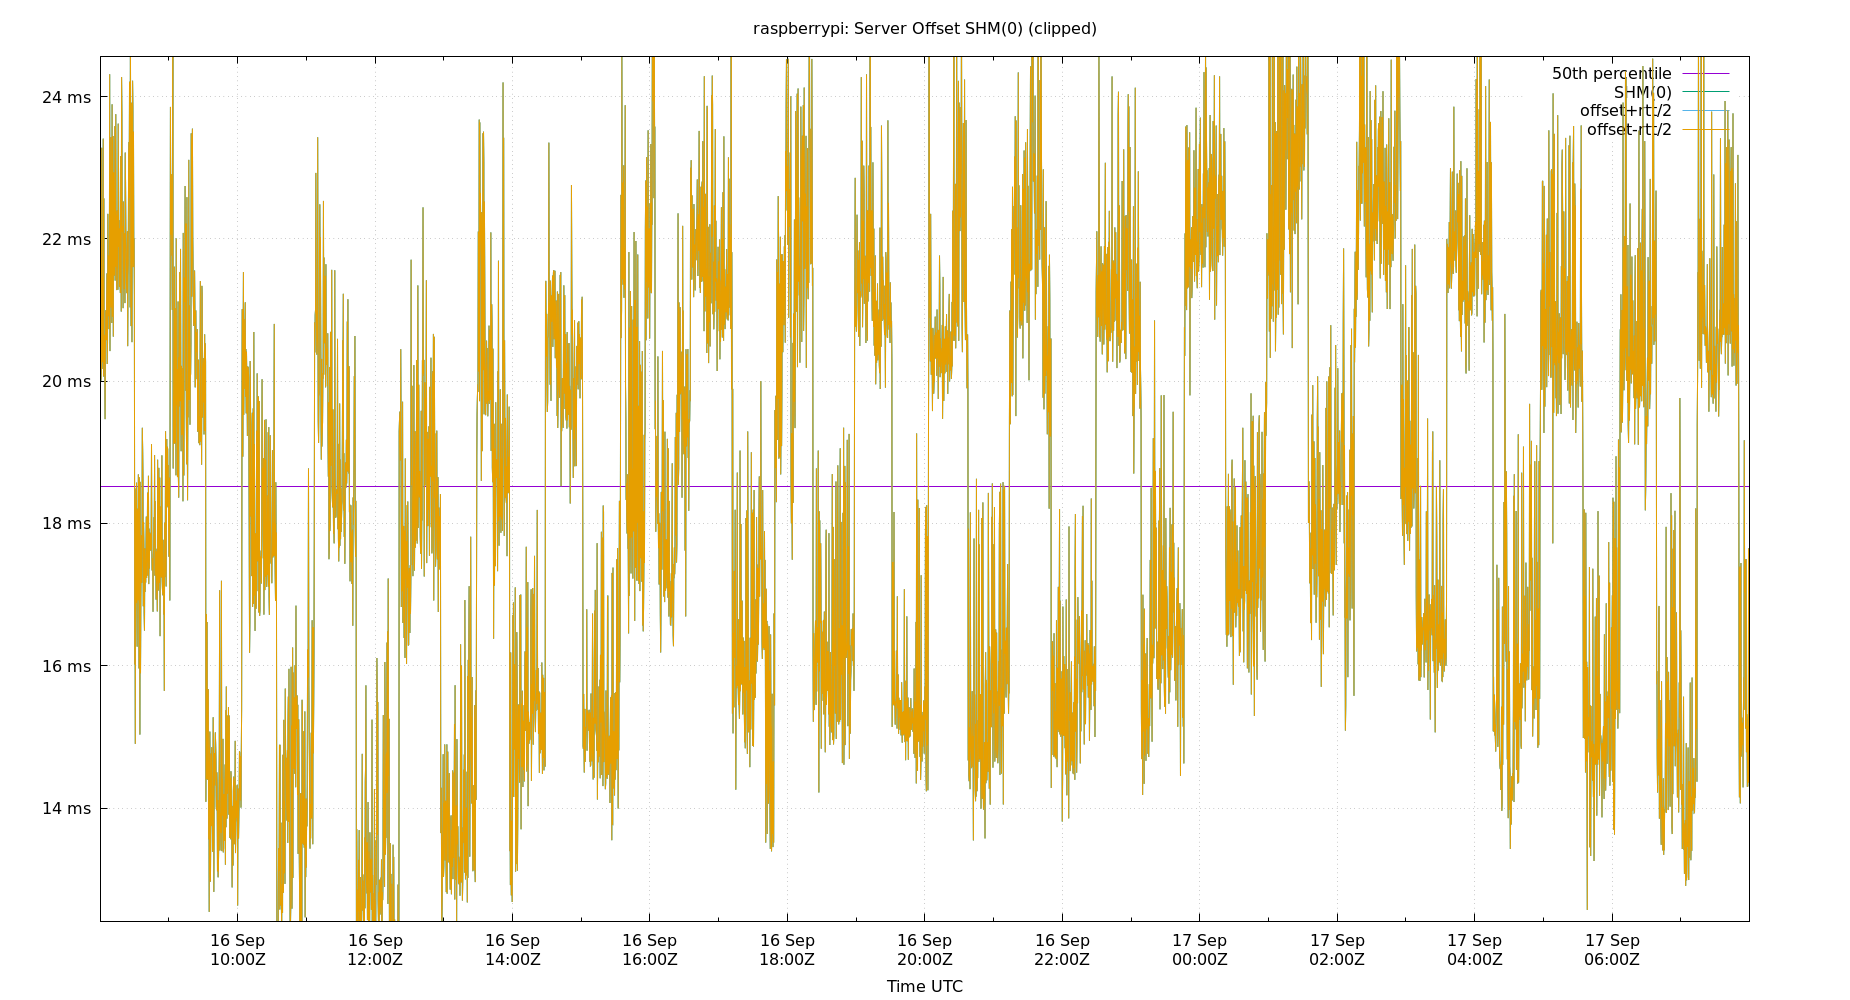 raspberrypi: Server Offset SHM(0) (clipped)
50th percentile
SHM(0)
offset+rtt/2
offset-rtt/2
24 ms
22 ms
20 ms
18 ms
16 ms
14 ms
16 Sep 16 Sep 16 Sep 16 Sep 16 Sep 16 Sep 16 Sep 17 Sep 17 Sep 17 Sep 17 Sep
10:00Z 12:00Z 14:00Z 16:00Z 18:00Z 20:00Z 22:00Z 00:00Z 02:00Z 04:00Z 06:00Z
Time UTC